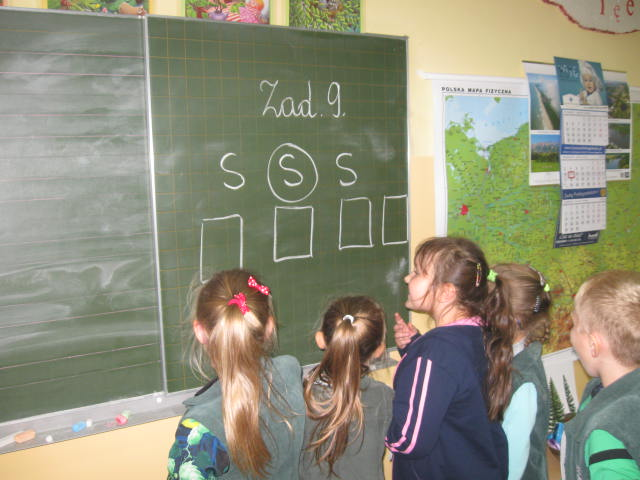 Zad. 9.
S S S
POLSKA MAPA FIZYCZNA